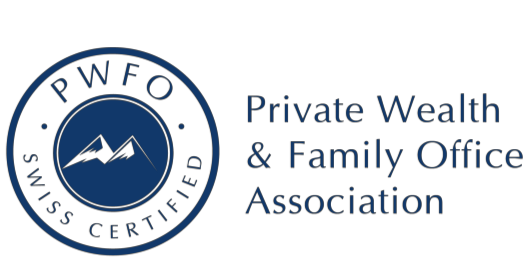 PWFO
SWISS CERTIFIED
Private Wealth
& Family Office
Association